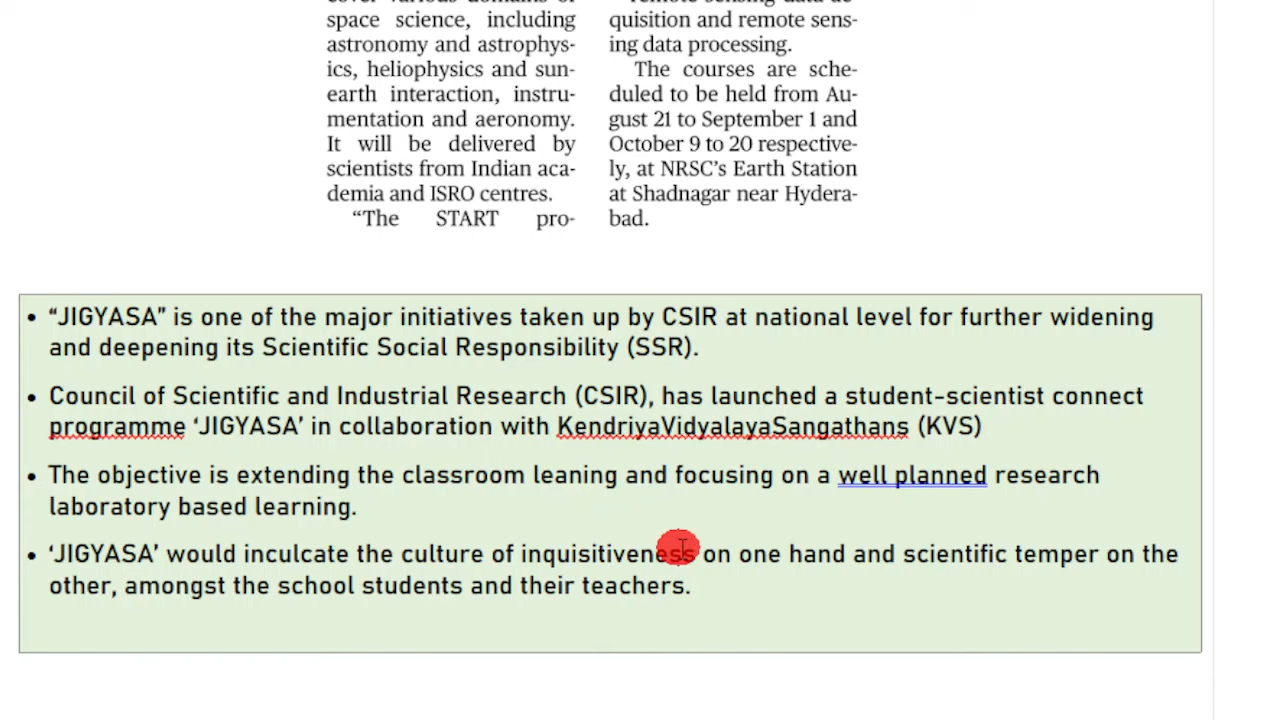 space science, including
astronomy and astrophys-
ics, heliophysics and sun-
earth interaction, instru-
mentation and aeronomy.
It will be delivered by
scientists from Indian aca-
demia and ISRO centres.
“The START pro-
quisition and remote sens-
ing data processing.
The courses are sche-
duled to be held from Au-
gust 21 to September 1 and
October 9 to 20 respective-
ly, at NRSC’s Earth Station
at Shadnagar near Hydera-
bad.
• “JIGYASA” is one of the major initiatives taken up by CSIR at national level for further widening
and deepening its Scientific Social Responsibility (SSR).
• Council of Scientific and Industrial Research (CSIR), has launched a student-scientist connect
programme ‘JIGYASA’ in collaboration with KendriyaVidyalayaSangathans (KVS)
• The objective is extending the classroom leaning and focusing on a well planned research
laboratory based learning.
• ‘JIGYASA’ would inculcate the culture of inquisitiveness on one hand and scientific temper on the
other, amongst the school students and their teachers.